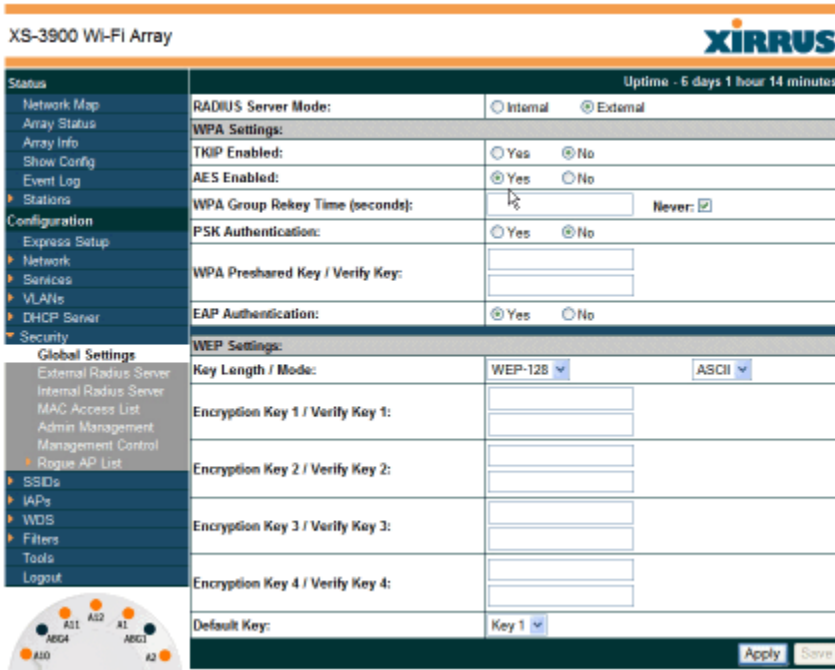 XS-3900 Wi-Fi Array
XIRRUS
Status
Uptime - 6 days 1 hour 14 minutes
Network Map
Array Status
Array Info
Show Config
Event Log
Stations
Configuration
Express Setup
Network
Services
VLANs
DHCP Server
Security
Global Settings
External Radius Server
Internal Radius Server
MAC Access List
Admin Management
Management Control
Rogue AP List
SSIDs
IAPs
WDS
Filters
Tools
Logout
A11 A12 A1
ABG4 ABG1
A10 A2
RADIUS Server Mode: Internal External
WPA Settings:
TKIP Enabled: Yes No
AES Enabled: Yes No
WPA Group Rekey Time (seconds): Never:
PSK Authentication: Yes No
WPA Preshared Key / Verify Key:
EAP Authentication: Yes No
WEP Settings:
Key Length / Mode: WEP-128 ASCII
Encryption Key 1 / Verify Key 1:
Encryption Key 2 / Verify Key 2:
Encryption Key 3 / Verify Key 3:
Encryption Key 4 / Verify Key 4:
Default Key: Key 1
Apply Save